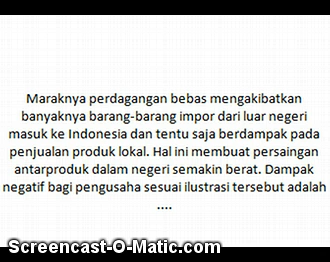 Maraknya perdagangan bebas mengakibatkan
banyaknya barang-barang impor dari luar negeri
masuk ke Indonesia dan tentu saja berdampak pada
penjualan produk lokal. Hal ini membuat persaingan
antarproduk dalam negeri semakin berat. Dampak
negatif bagi pengusaha sesuai ilustrasi tersebut adalah
....
Screencast-O-Matic.com